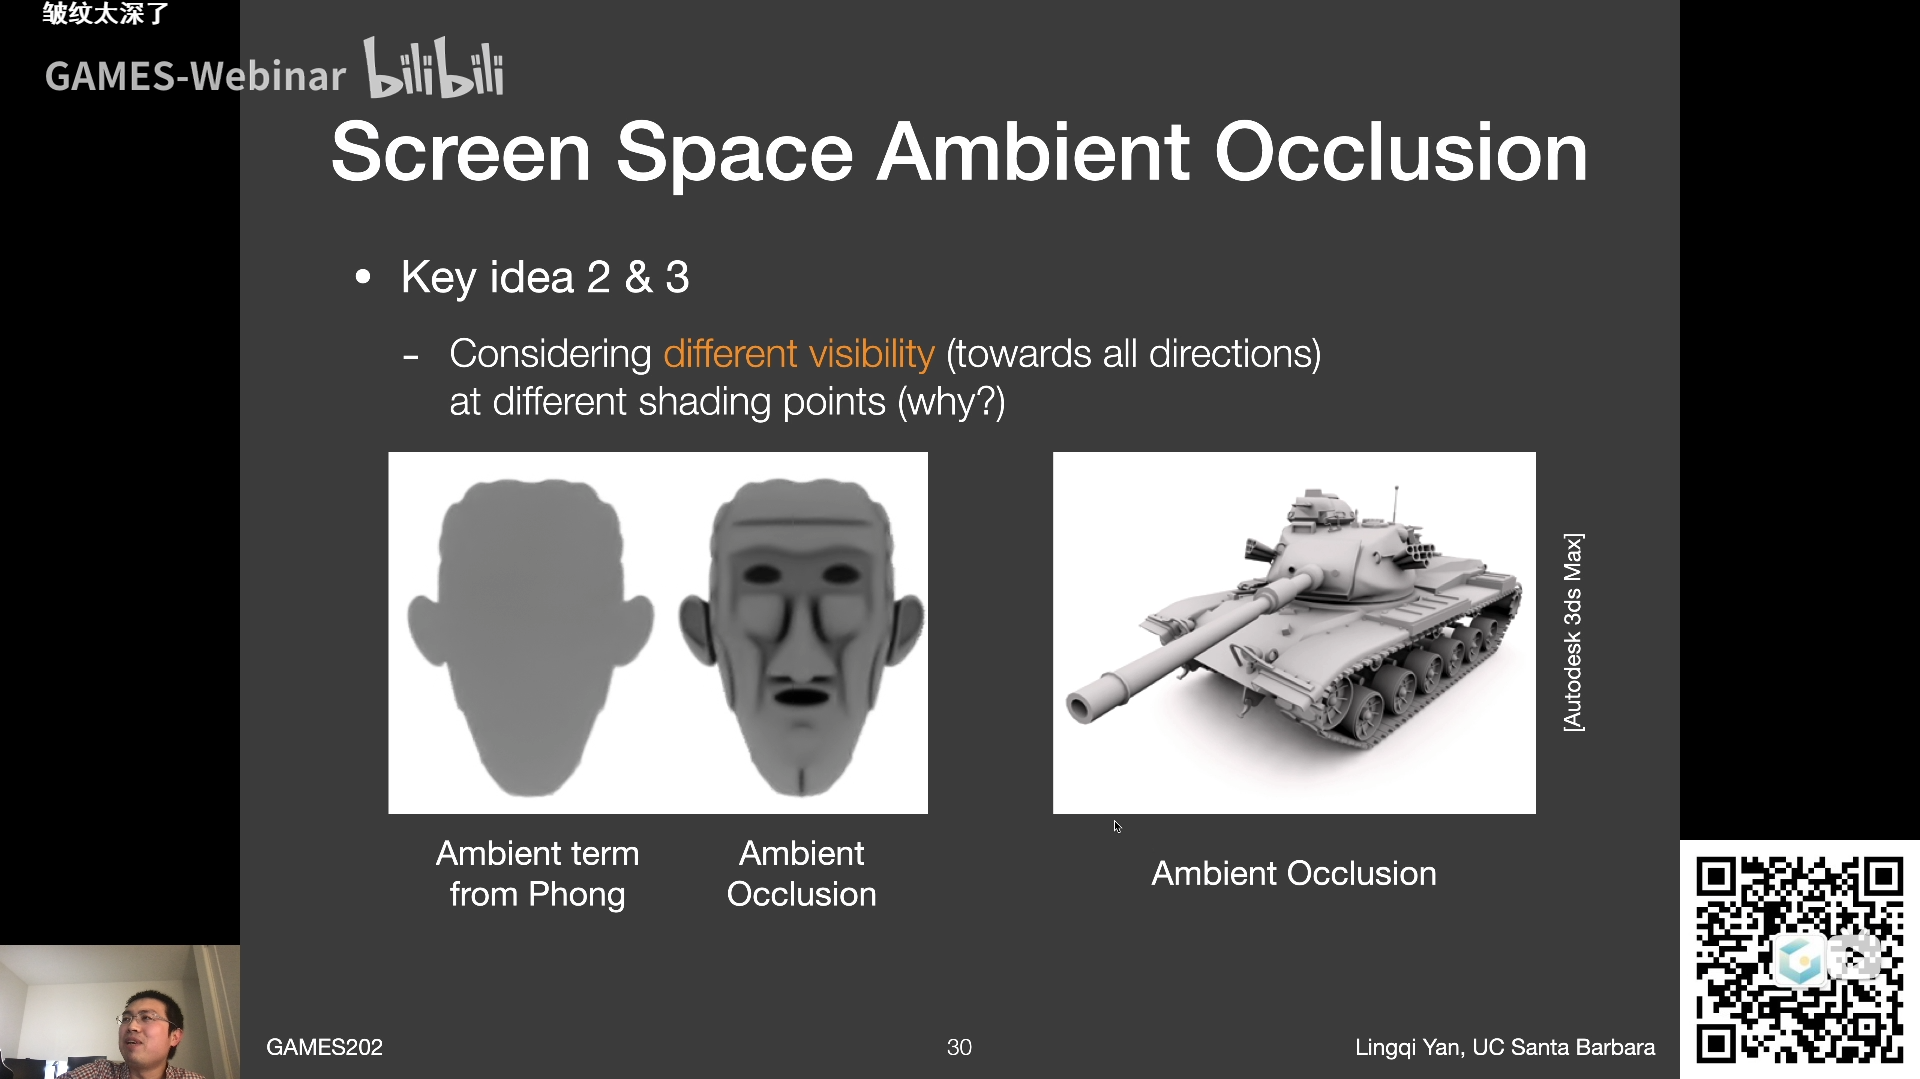 皱纹太深了
GAMES-Webinar bilibili
Screen Space Ambient Occlusion
• Key idea 2 & 3
- Considering different visibility (towards all directions)
at different shading points (why?)
[Autodesk 3ds Max]
Ambient term
from Phong
Ambient
Occlusion
Ambient Occlusion
GAMES202
30
Lingqi Yan, UC Santa Barbara